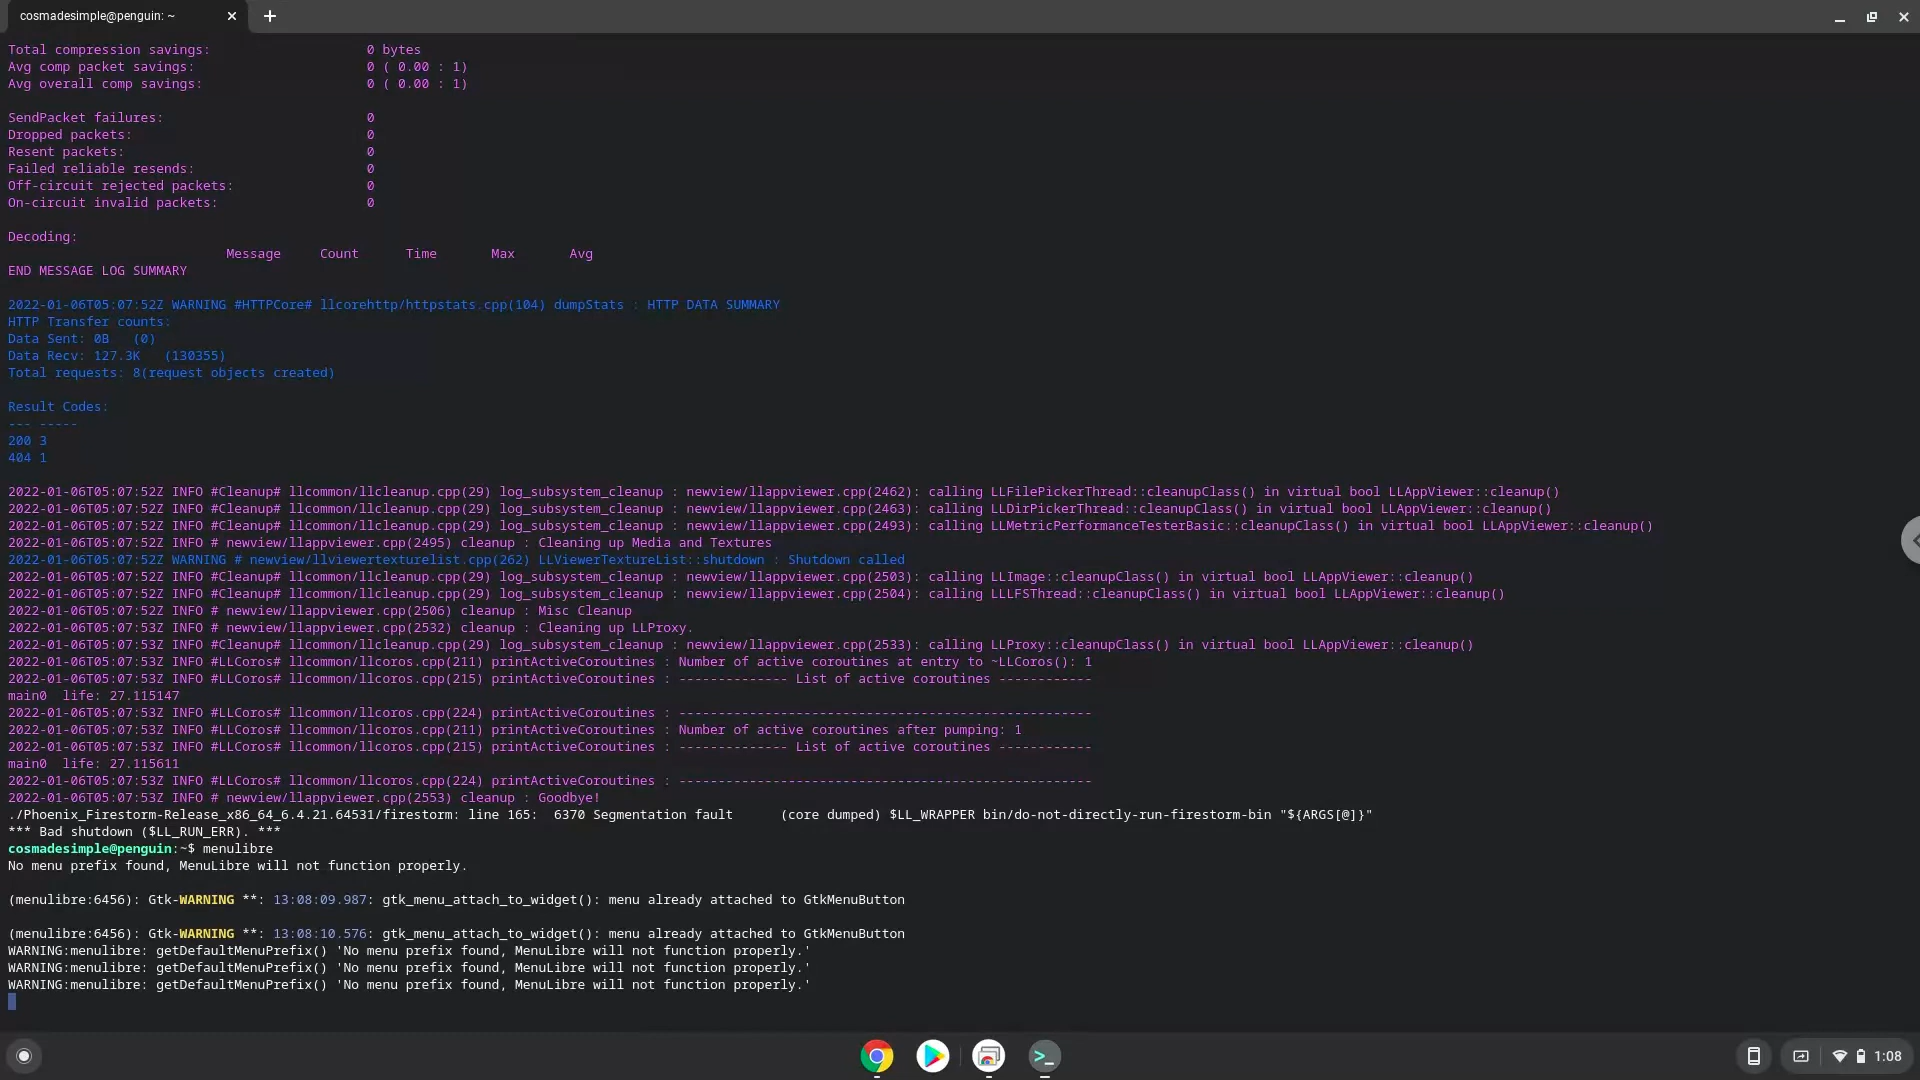 cosmadesimple@penguin: ~
Total compression savings: 0 bytes
Avg comp packet savings: 0 ( 0.00 : 1)
Avg overall comp savings: 0 ( 0.00 : 1)
SendPacket failures: 0
Dropped packets: 0
Resent packets: 0
Failed reliable resends: 0
Off-circuit rejected packets: 0
On-circuit invalid packets: 0
Decoding:
Message Count Time Max Avg
END MESSAGE LOG SUMMARY
2022-01-06T05:07:52Z WARNING #HTTPCore# llcorehttp/httpstats.cpp(104) dumpStats : HTTP DATA SUMMARY
HTTP Transfer counts:
Data Sent: 0B (0)
Data Recv: 127.3K (130355)
Total requests: 8(request objects created)
Result Codes:
--- -----
200 3
404 1
2022-01-06T05:07:52Z INFO #Cleanup# llcommon/llcleanup.cpp(29) log_subsystem_cleanup : newview/llappviewer.cpp(2462): calling LLFilePickerThread::cleanupClass() in virtual bool LLAppViewer::cleanup()
2022-01-06T05:07:52Z INFO #Cleanup# llcommon/llcleanup.cpp(29) log_subsystem_cleanup : newview/llappviewer.cpp(2463): calling LLDirPickerThread::cleanupClass() in virtual bool LLAppViewer::cleanup()
2022-01-06T05:07:52Z INFO #Cleanup# llcommon/llcleanup.cpp(29) log_subsystem_cleanup : newview/llappviewer.cpp(2493): calling LLMetricPerformanceTesterBasic::cleanupClass() in virtual bool LLAppViewer::cleanup()
2022-01-06T05:07:52Z INFO # newview/llappviewer.cpp(2495) cleanup : Cleaning up Media and Textures
2022-01-06T05:07:52Z WARNING # newview/llviewertexturelist.cpp(262) LLViewerTextureList::shutdown : Shutdown called
2022-01-06T05:07:52Z INFO #Cleanup# llcommon/llcleanup.cpp(29) log_subsystem_cleanup : newview/llappviewer.cpp(2503): calling LLImage::cleanupClass() in virtual bool LLAppViewer::cleanup()
2022-01-06T05:07:52Z INFO #Cleanup# llcommon/llcleanup.cpp(29) log_subsystem_cleanup : newview/llappviewer.cpp(2504): calling LLLFSThread::cleanupClass() in virtual bool LLAppViewer::cleanup()
2022-01-06T05:07:52Z INFO # newview/llappviewer.cpp(2506) cleanup : Misc Cleanup
2022-01-06T05:07:52Z INFO # newview/llappviewer.cpp(2532) cleanup : Cleaning up LLProxy.
2022-01-06T05:07:52Z INFO #Cleanup# llcommon/llcleanup.cpp(29) log_subsystem_cleanup : newview/llappviewer.cpp(2533): calling LLProxy::cleanupClass() in virtual bool LLAppViewer::cleanup()
2022-01-06T05:07:53Z INFO #LLCoros# llcommon/llcoros.cpp(211) printActiveCoroutines : Number of active coroutines at entry to ~LLCoros(): 1
2022-01-06T05:07:53Z INFO #LLCoros# llcommon/llcoros.cpp(215) printActiveCoroutines : -------------- List of active coroutines ------------
main0 life: 27.115147
2022-01-06T05:07:53Z INFO #LLCoros# llcommon/llcoros.cpp(224) printActiveCoroutines : -----------------------------------------------------
2022-01-06T05:07:53Z INFO #LLCoros# llcommon/llcoros.cpp(211) printActiveCoroutines : Number of active coroutines after pumping: 1
2022-01-06T05:07:53Z INFO #LLCoros# llcommon/llcoros.cpp(215) printActiveCoroutines : -------------- List of active coroutines ------------
main0 life: 27.115611
2022-01-06T05:07:53Z INFO #LLCoros# llcommon/llcoros.cpp(224) printActiveCoroutines : -----------------------------------------------------
2022-01-06T05:07:53Z INFO # newview/llappviewer.cpp(2553) cleanup : Goodbye!
./Phoenix_Firestorm-Release_x86_64_6.4.21.64531/firestorm: line 165: 6370 Segmentation fault (core dumped) $LL_WRAPPER bin/do-not-directly-run-firestorm-bin "${ARGS[@]}"
*** Bad shutdown ($LL_RUN_ERR). ***
cosmadesimple@penguin:~$ menulibre
No menu prefix found, MenuLibre will not function properly.
(menulibre:6456): Gtk-WARNING **: 13:08:09.987: gtk_menu_attach_to_widget(): menu already attached to GtkMenuButton
(menulibre:6456): Gtk-WARNING **: 13:08:10.576: gtk_menu_attach_to_widget(): menu already attached to GtkMenuButton
WARNING:menulibre: getDefaultMenuPrefix() 'No menu prefix found, MenuLibre will not function properly.'
WARNING:menulibre: getDefaultMenuPrefix() 'No menu prefix found, MenuLibre will not function properly.'
WARNING:menulibre: getDefaultMenuPrefix() 'No menu prefix found, MenuLibre will not function properly.'
1:08